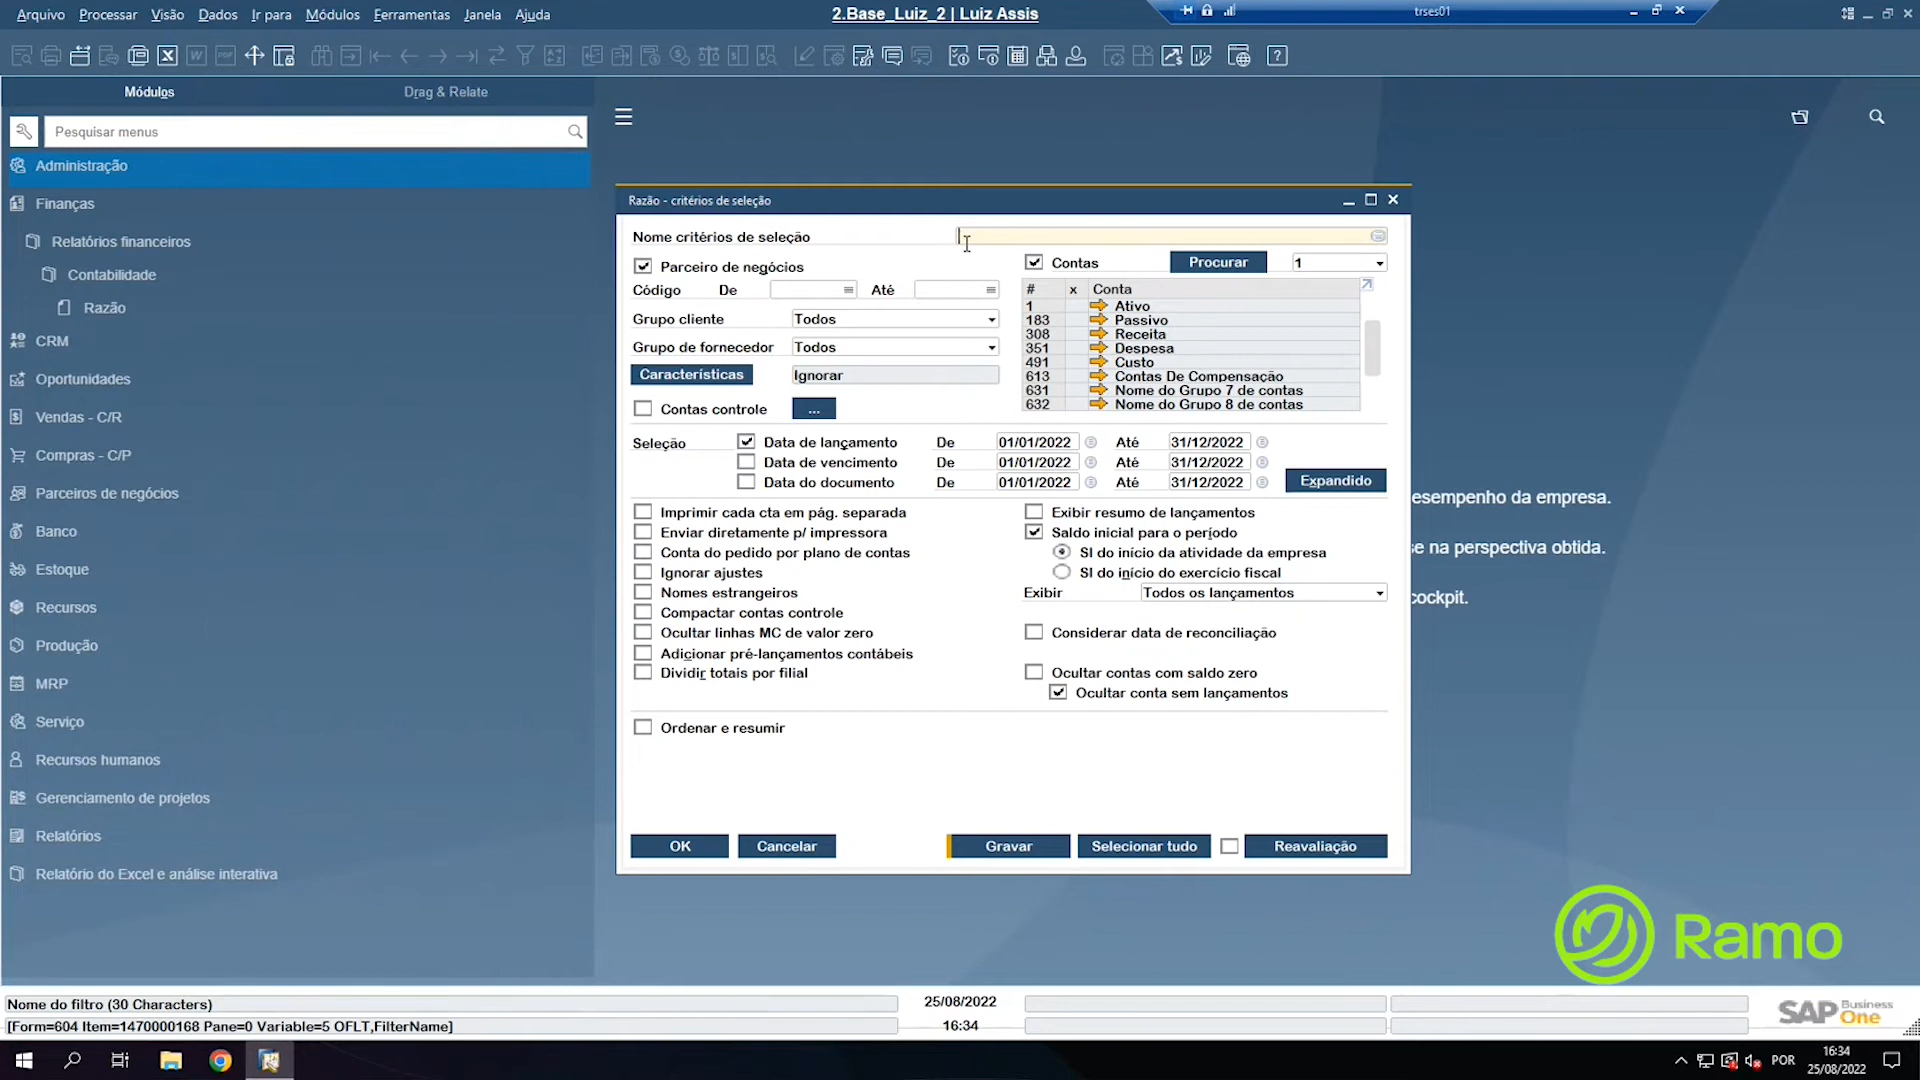 Arquivo Processar Visão Dados Ir para Módulos Ferramentas Janela Ajuda
2.Base_Luiz_2 | Luiz Assis
trses01
Módulos
Drag & Relate
Pesquisar menus
Administração
Finanças
Relatórios financeiros
Contabilidade
Razão
CRM
Oportunidades
Vendas - C/R
Compras - C/P
Parceiros de negócios
Banco
Estoque
Recursos
Produção
MRP
Serviço
Recursos humanos
Gerenciamento de projetos
Relatórios
Relatório do Excel e análise interativa
Razão - critérios de seleção
Nome critérios de seleção
Parceiro de negócios
Código De Até
Grupo cliente Todos
Grupo de fornecedor Todos
Características Ignorar
Contas controle ...
Contas Procurar 1
# x Conta
1 Ativo
183 Passivo
308 Receita
351 Despesa
491 Custo
613 Contas De Compensação
631 Nome do Grupo 7 de contas
632 Nome do Grupo 8 de contas
Seleção Data de lançamento De 01/01/2022 Até 31/12/2022
Data de vencimento De 01/01/2022 Até 31/12/2022
Data do documento De 01/01/2022 Até 31/12/2022
Expandido
Imprimir cada cta em pág. separada
Enviar diretamente p/ impressora
Conta do pedido por plano de contas
Ignorar ajustes
Nomes estrangeiros
Compactar contas controle
Ocultar linhas MC de valor zero
Adicionar pré-lançamentos contábeis
Dividir totais por filial
Exibir resumo de lançamentos
Saldo inicial para o período
SI do início da atividade da empresa
SI do início do exercício fiscal
Exibir Todos os lançamentos
Considerar data de reconciliação
Ocultar contas com saldo zero
Ocultar conta sem lançamentos
Ordenar e resumir
OK Cancelar Gravar Selecionar tudo Reavaliação
esempenho da empresa.
se na perspectiva obtida.
cockpit.
Ramo
Nome do filtro (30 Characters)
25/08/2022
[Form=604 Item=1470000168 Pane=0 Variable=5 OFLT,FilterName]
16:34
SAP Business One
POR
16:34
25/08/2022